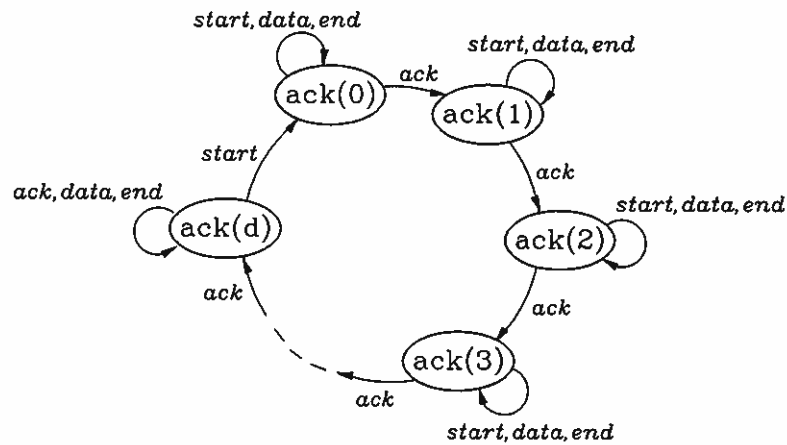 start, data, end
start, data, end
ack
ack(0)
ack(1)
start
ack
ack, data, end
start, data, end
ack(d)
ack(2)
ack
ack
ack(3)
ack
start, data, end